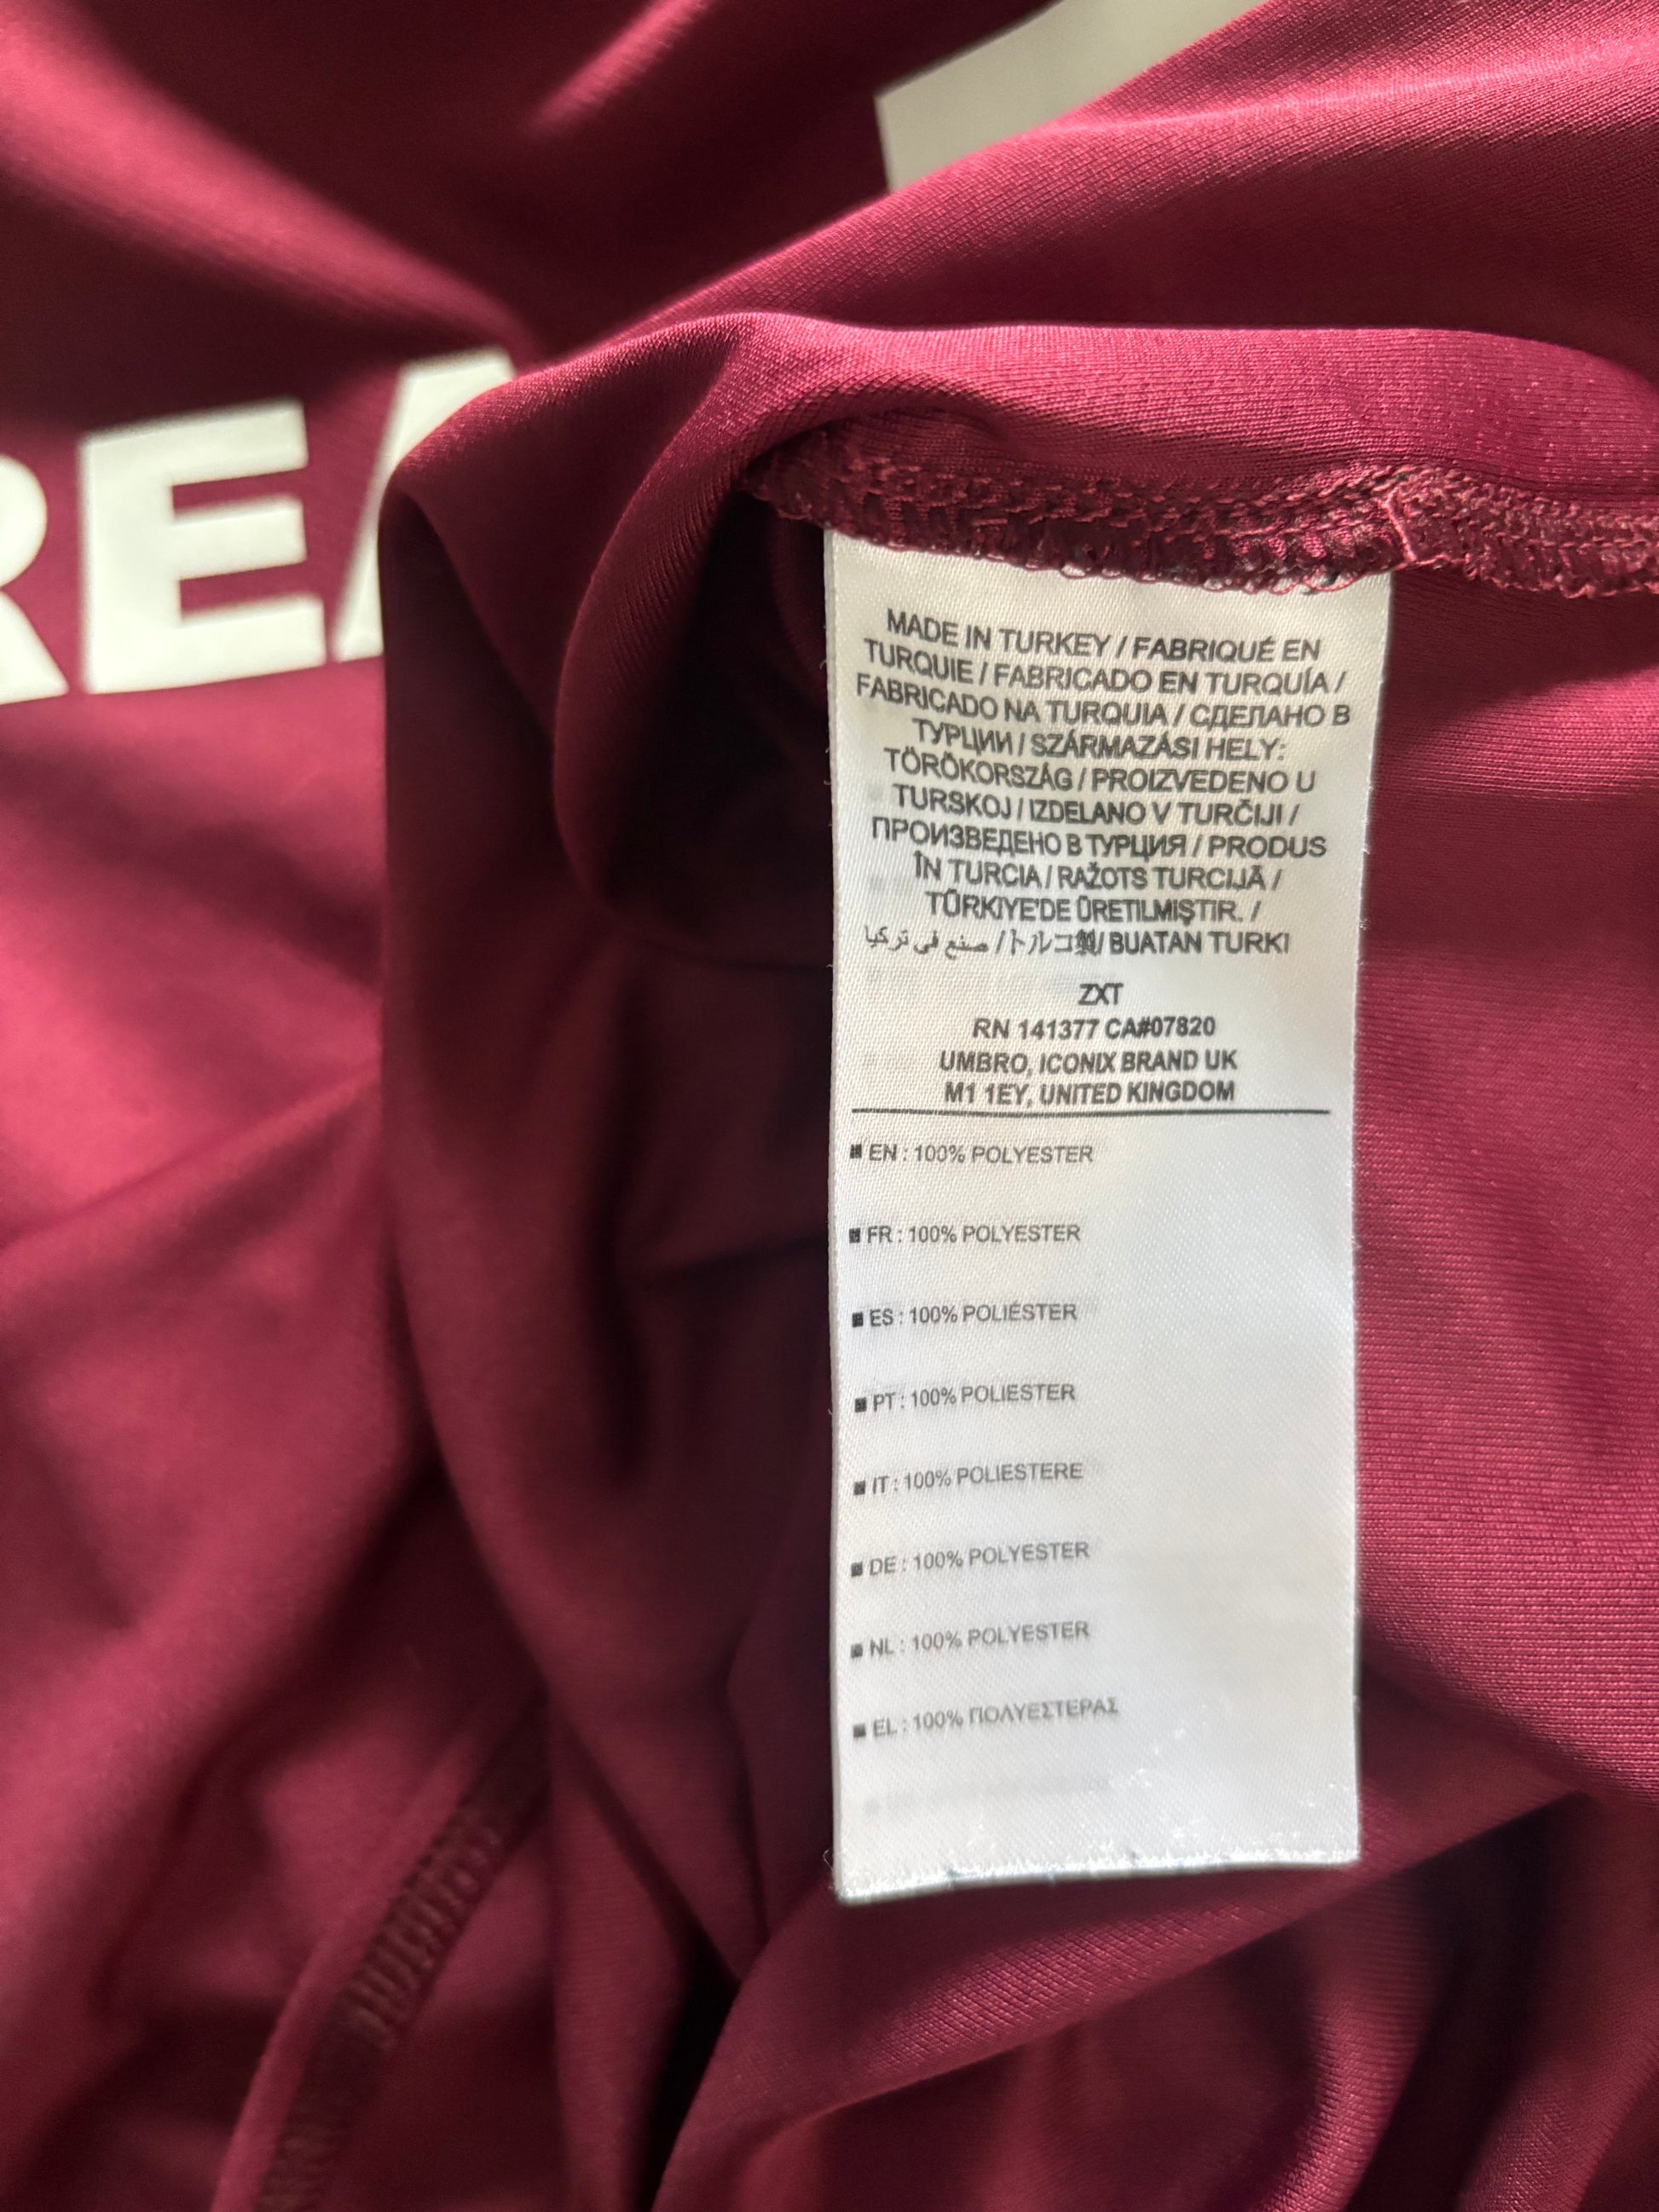 REA
MADE IN TURKEY / FABRIQUÉ EN
TURQUIE / FABRICADO EN TURQUÍA /
FABRICADO NA TURQUIA / СДЕЛАНО В
ТУРЦИИ / SZÁRMAZÁSI HELY:
TÖRÖKORSZÁG / PROIZVEDENO U
TURSKOJ / IZDELANO V TURČIJI /
ПРОИЗВЕДЕНО В ТУРЦИЯ / PRODUS
ÎN TURCIA / RAŽOTS TURCIJĀ /
TÜRKIYE'DE ÜRETILMIŞTIR. /
صنع في تركيا / トルコ製/ BUATAN TURKI
ZXT
RN 141377 CA#07820
UMBRO, ICONIX BRAND UK
M1 1EY, UNITED KINGDOM
EN : 100% POLYESTER
FR : 100% POLYESTER
ES : 100% POLIÉSTER
PT : 100% POLIESTER
IT : 100% POLIESTERE
DE : 100% POLYESTER
NL : 100% POLYESTER
EL : 100% ΠΟΛΥΕΣΤΕΡΑΣ